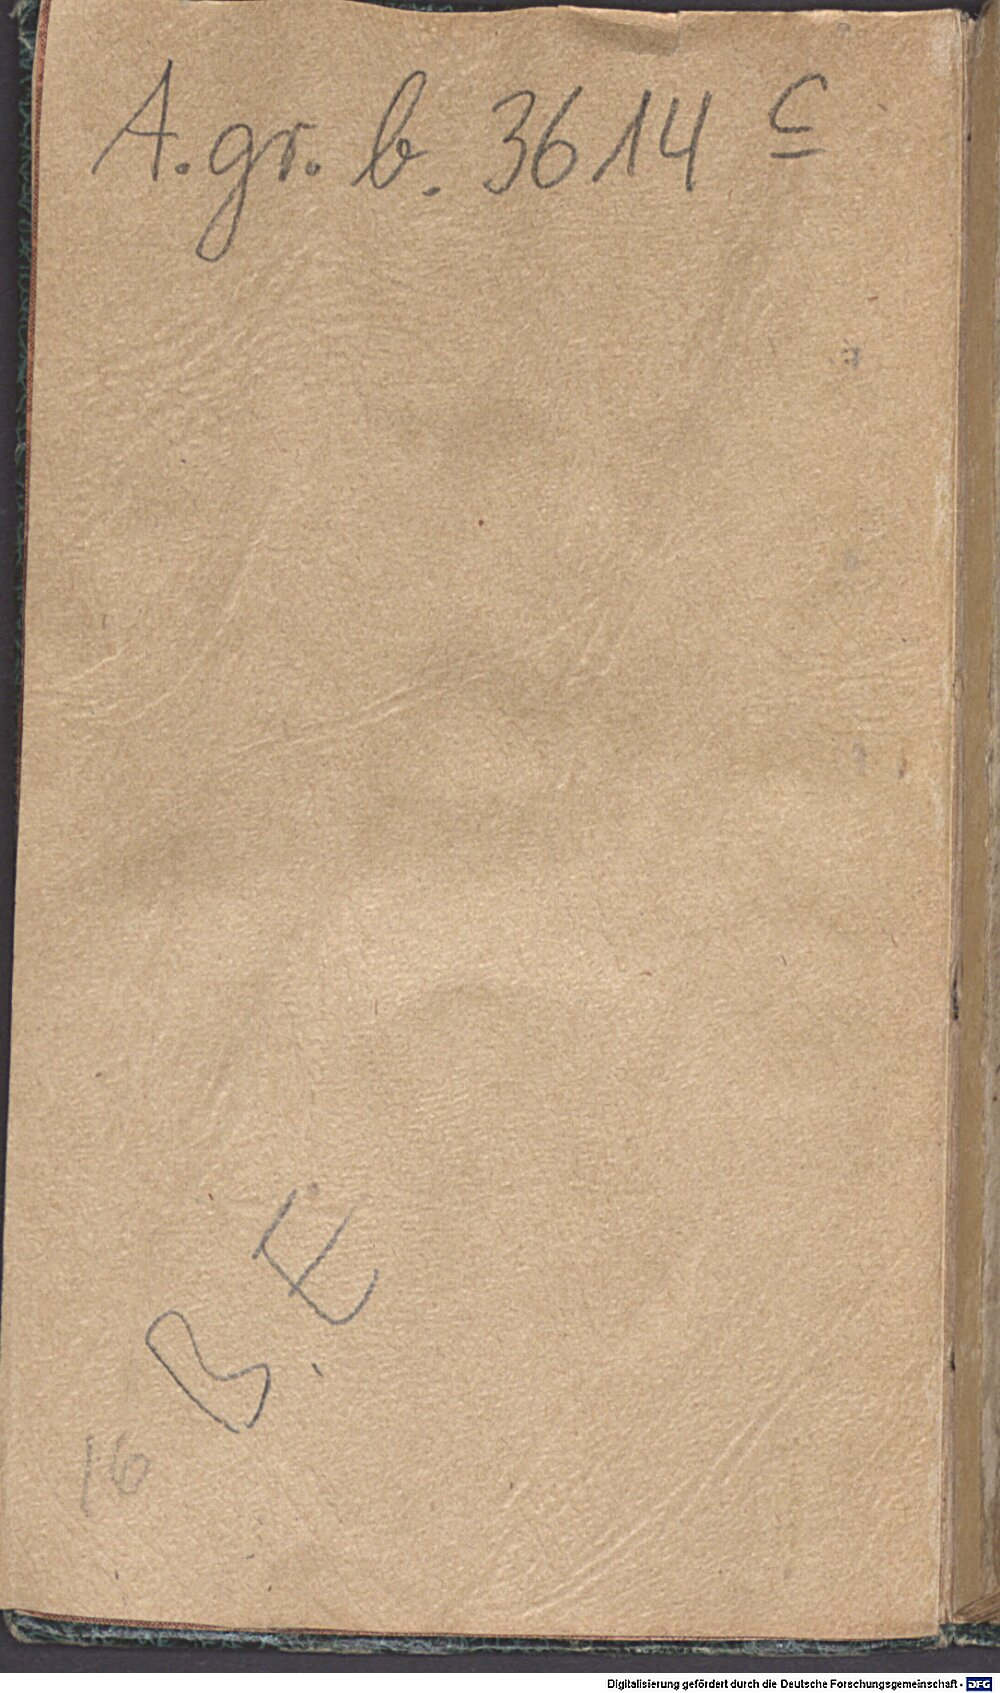 A. gr. b. 3614 c
B. E
16
Digitalisierung gefördert durch die Deutsche Forschungsgemeinschaft - DFG